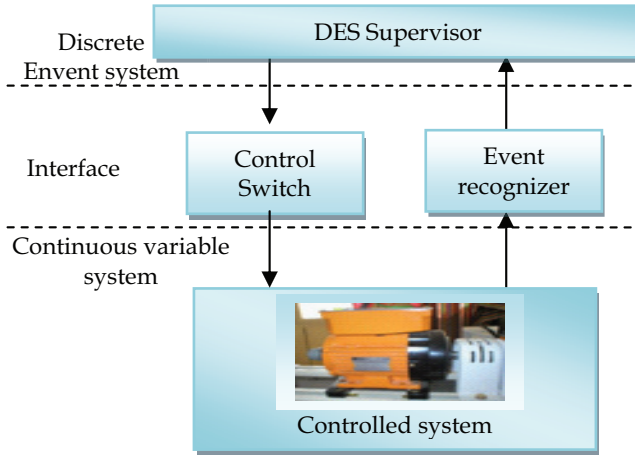 DES Supervisor
Discrete
Envent system
Interface
Control
Switch
Event
recognizer
Continuous variable
system
Controlled system